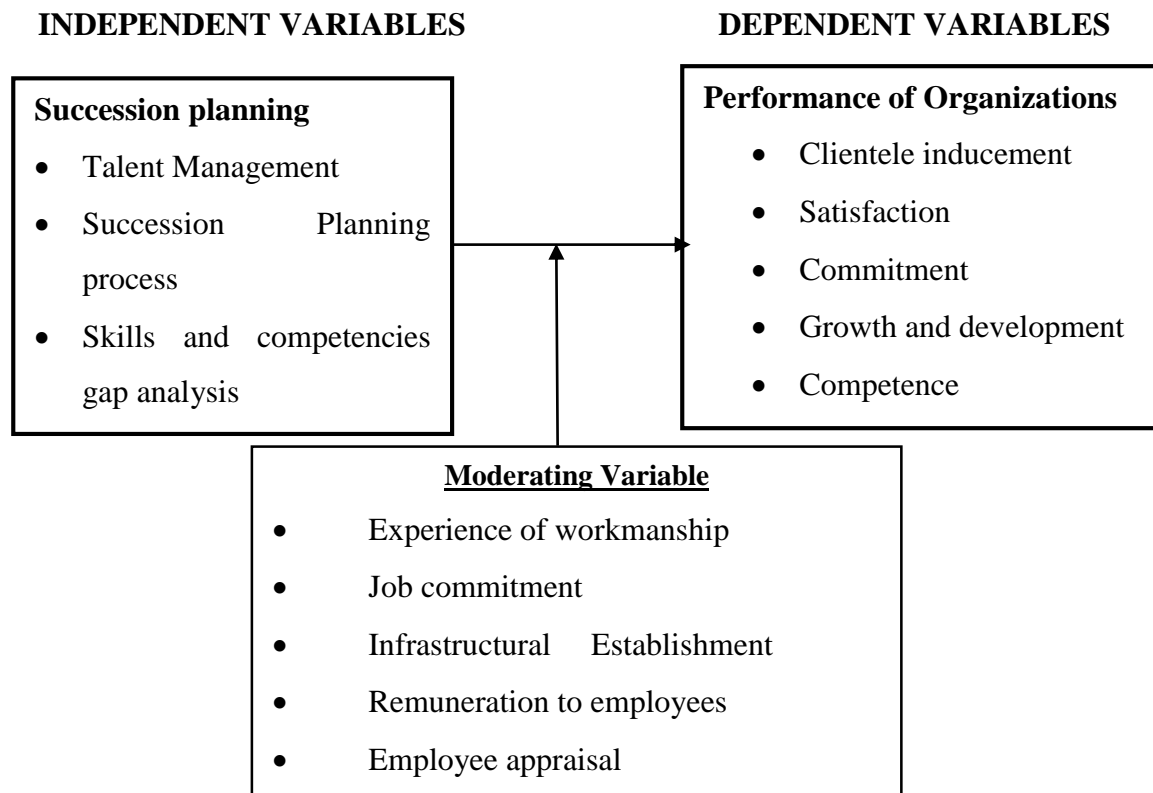 INDEPENDENT VARIABLES
DEPENDENT VARIABLES
Succession planning
• Talent Management
• Succession Planning
process
• Skills and competencies
gap analysis
Performance of Organizations
• Clientele inducement
• Satisfaction
• Commitment
• Growth and development
• Competence
Moderating Variable
• Experience of workmanship
• Job commitment
• Infrastructural Establishment
• Remuneration to employees
• Employee appraisal